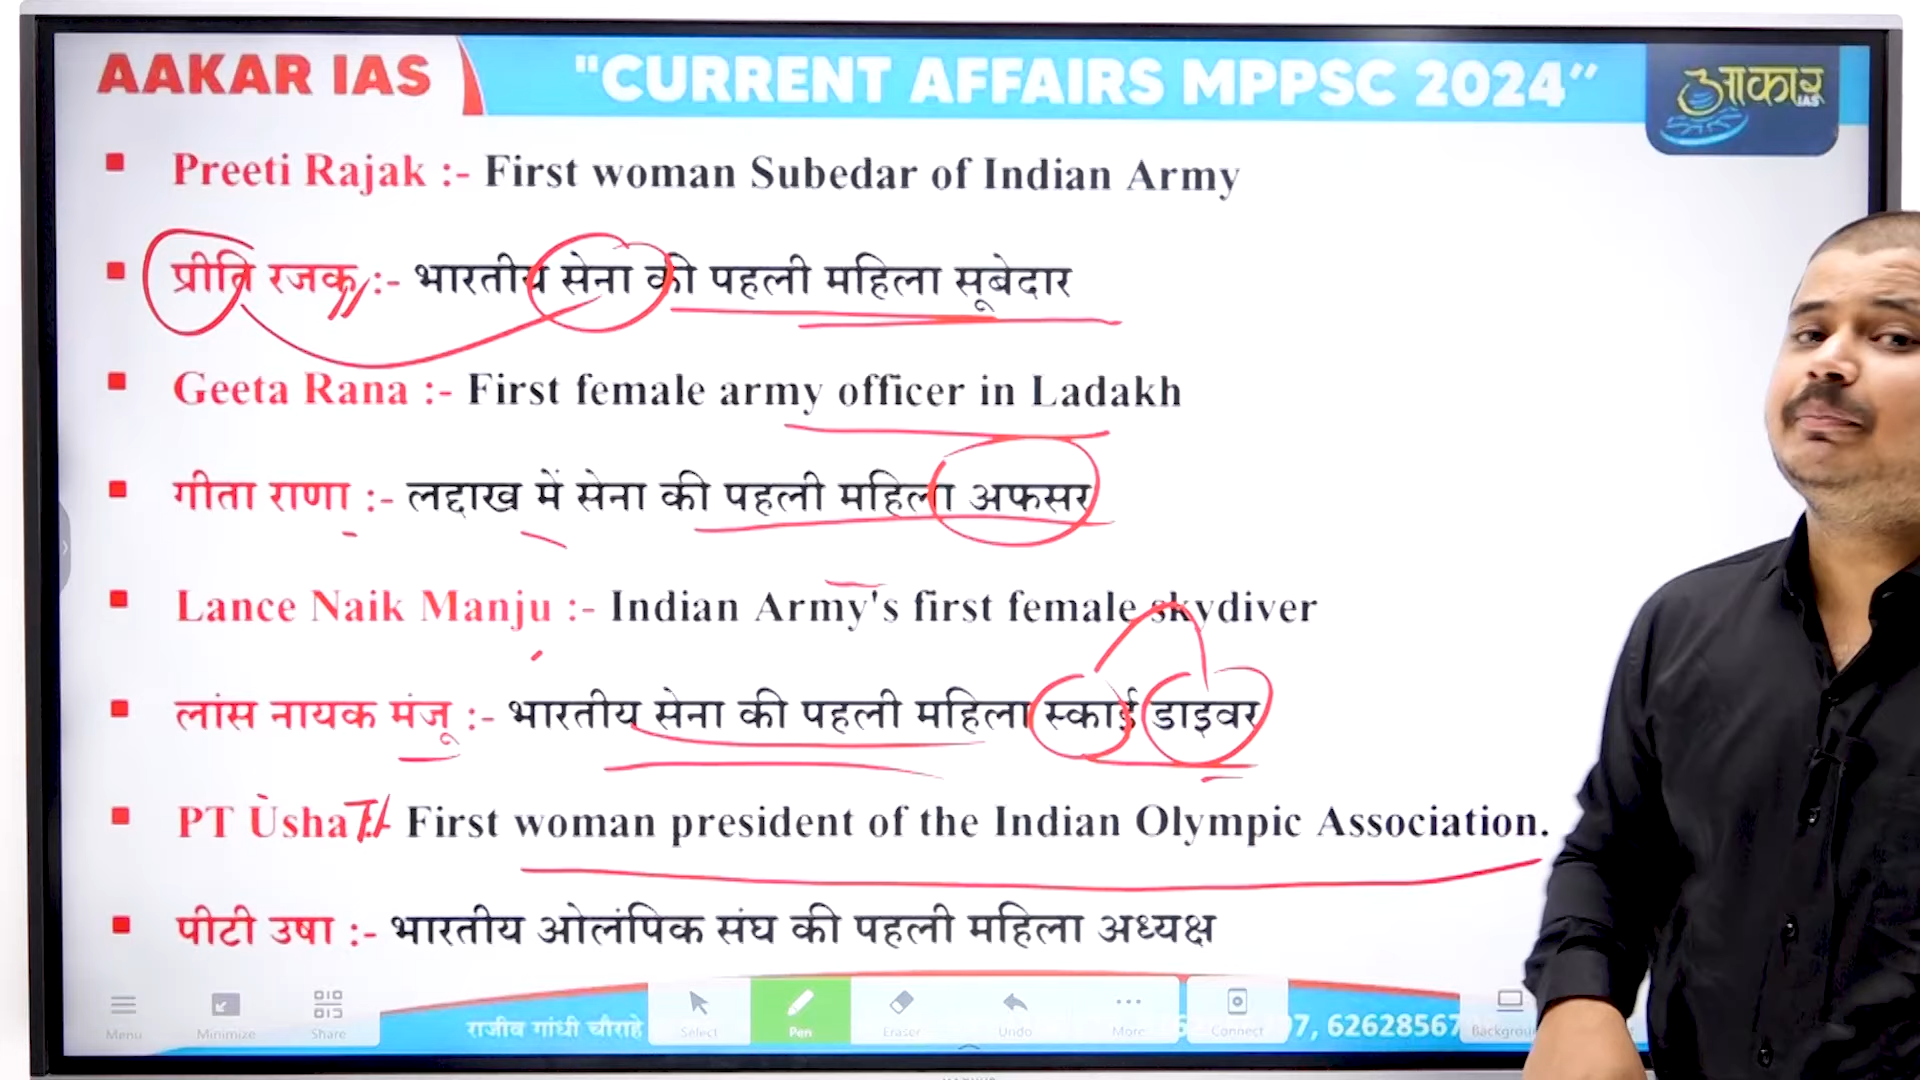 AAKAR IAS
"CURRENT AFFAIRS MPPSC 2024”
आकार
IAS
Preeti Rajak :- First woman Subedar of Indian Army
प्रीति रजक :- भारतीय सेना की पहली महिला सूबेदार
Geeta Rana :- First female army officer in Ladakh
गीता राणा :- लद्दाख में सेना की पहली महिला अफसर
Lance Naik Manju :- Indian Army's first female skydiver
लांस नायक मंजू :- भारतीय सेना की पहली महिला स्काई डाइवर
PT Usha :- First woman president of the Indian Olympic Association.
पीटी उषा :- भारतीय ओलंपिक संघ की पहली महिला अध्यक्ष
Menu
Minimize
Share
राजीव गांधी चौराहे
Select
Pen
Eraser
Undo
More
Connect